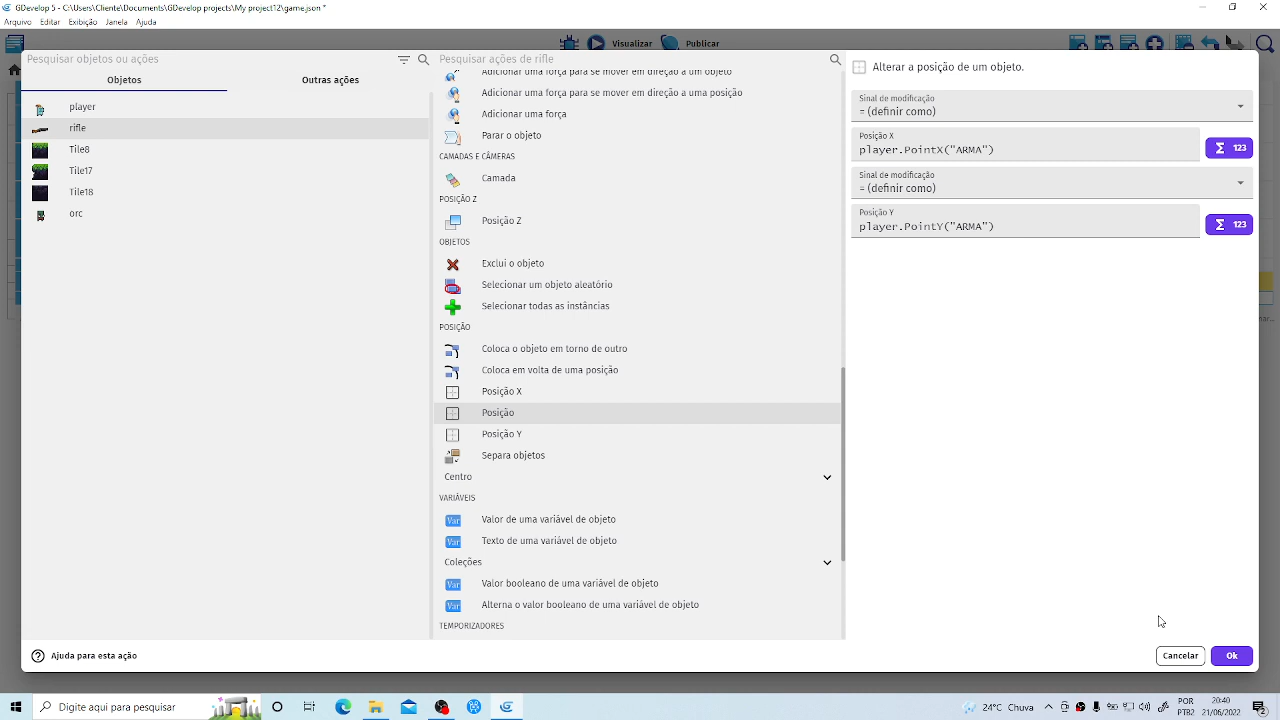 GDevelop 5 - C:\Users\Cliente\Documents\GDevelop projects\My project12\game.json *
Arquivo Editar Exibição Janela Ajuda
Visualizar Publicar
Pesquisar objetos ou ações
Objetos
Outras ações
player
rifle
Tile8
Tile17
Tile18
orc
Pesquisar ações de rifle
Adicionar uma força para se mover em direção a um objeto
Adicionar uma força para se mover em direção a uma posição
Adicionar uma força
Parar o objeto
CAMADAS E CÂMERAS
Camada
POSIÇÃO Z
Posição Z
OBJETOS
Exclui o objeto
Selecionar um objeto aleatório
Selecionar todas as instâncias
POSIÇÃO
Coloca o objeto em torno de outro
Coloca em volta de uma posição
Posição X
Posição
Posição Y
Separa objetos
Centro
VARIÁVEIS
Var Valor de uma variável de objeto
Var Texto de uma variável de objeto
Coleções
Var Valor booleano de uma variável de objeto
Var Alterna o valor booleano de uma variável de objeto
TEMPORIZADORES
Alterar a posição de um objeto.
Sinal de modificação
= (definir como)
Posição X
player.PointX("ARMA")
Σ 123
Sinal de modificação
= (definir como)
Posição Y
player.PointY("ARMA")
Σ 123
? Ajuda para esta ação
Cancelar
Ok
Digite aqui para pesquisar
24°C Chuva
POR
PTB2
20:40
21/06/2022
2